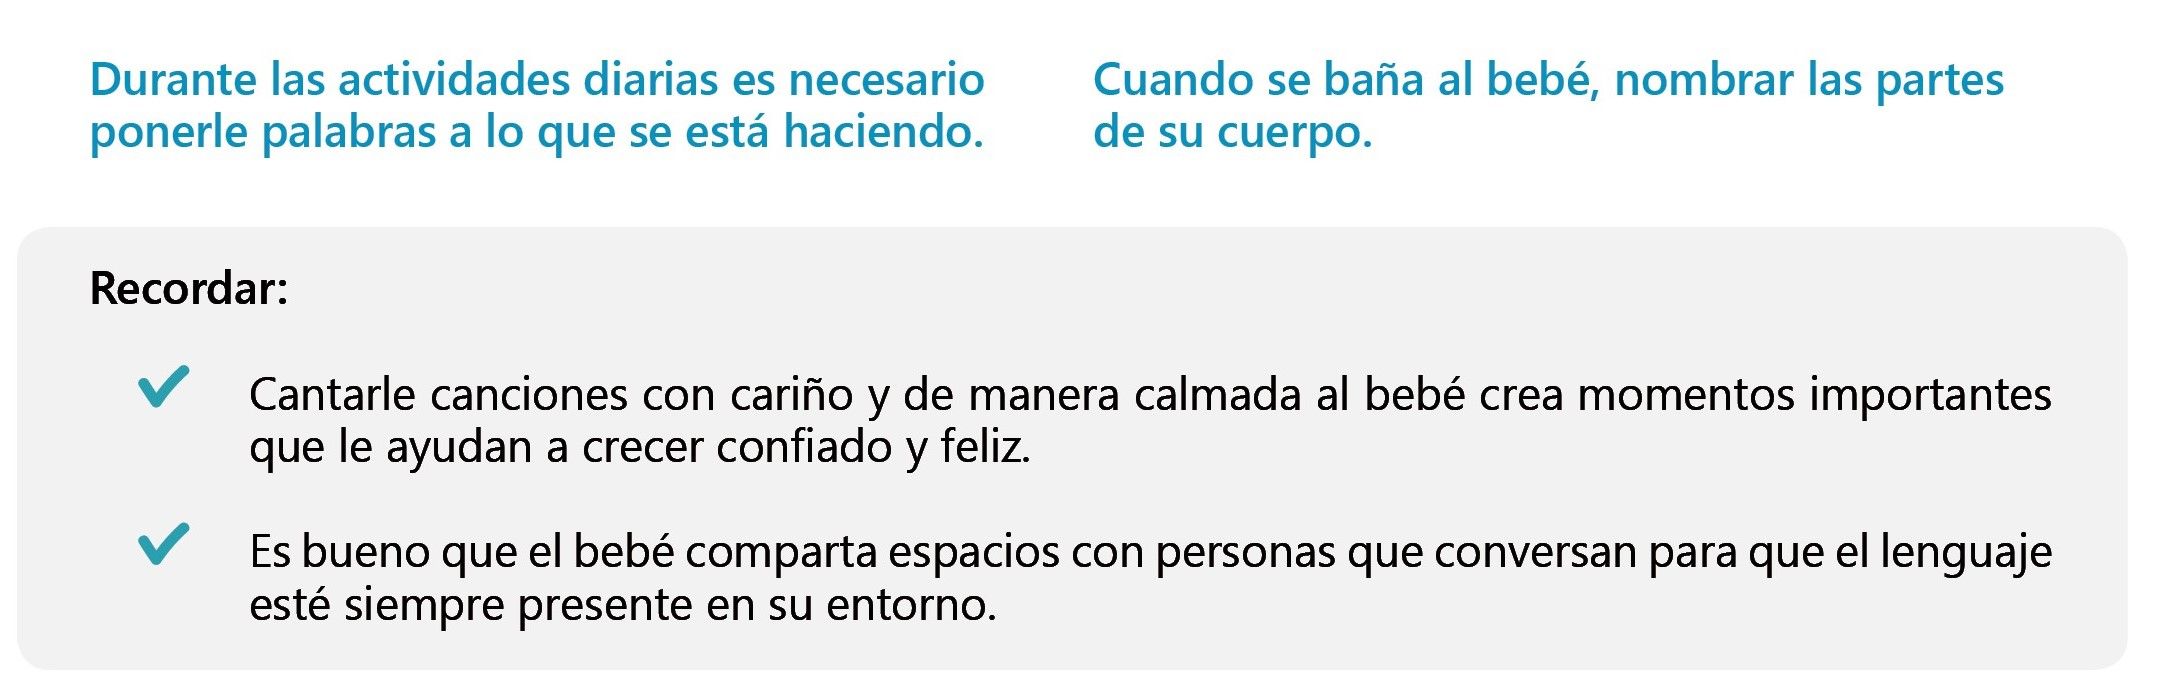 Durante las actividades diarias es necesario
ponerle palabras a lo que se está haciendo.
Cuando se baña al bebé, nombrar las partes
de su cuerpo.
Recordar:
Cantarle canciones con cariño y de manera calmada al bebé crea momentos importantes
que le ayudan a crecer confiado y feliz.
Es bueno que el bebé comparta espacios con personas que conversan para que el lenguaje
esté siempre presente en su entorno.